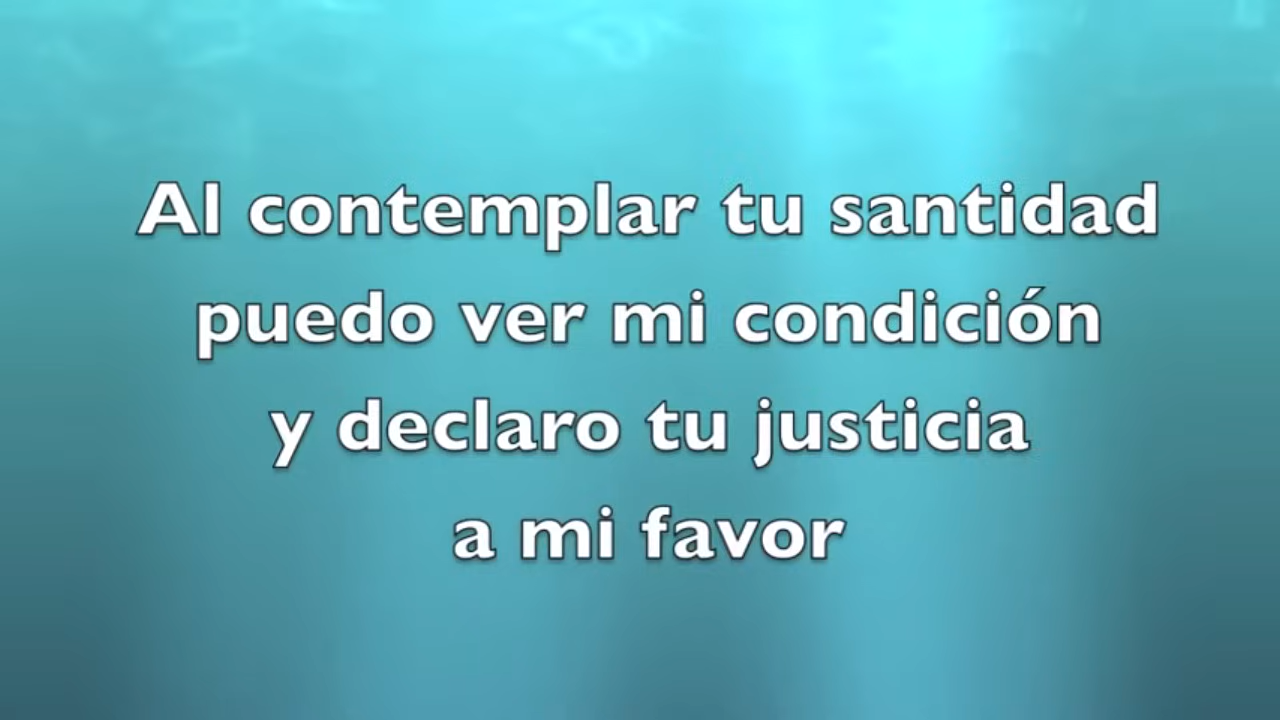 Al contemplar tu santidad
puedo ver mi condición
y declaro tu justicia
a mi favor